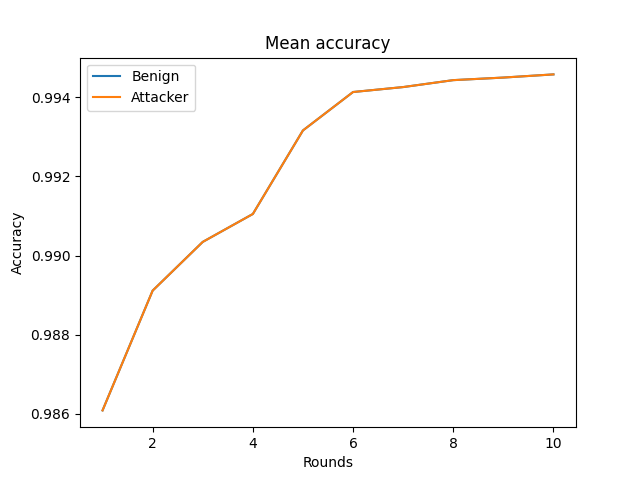 Mean accuracy
Benign
Attacker
0.994
0.992
0.990
0.988
0.986
Accuracy
2 4 6 8 10
Rounds